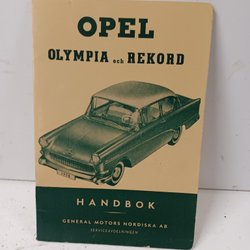 OPEL
OLYMPIA och REKORD
HANDBOK
GENERAL MOTORS NORDISKA AB
SERVICEAVDELNINGEN